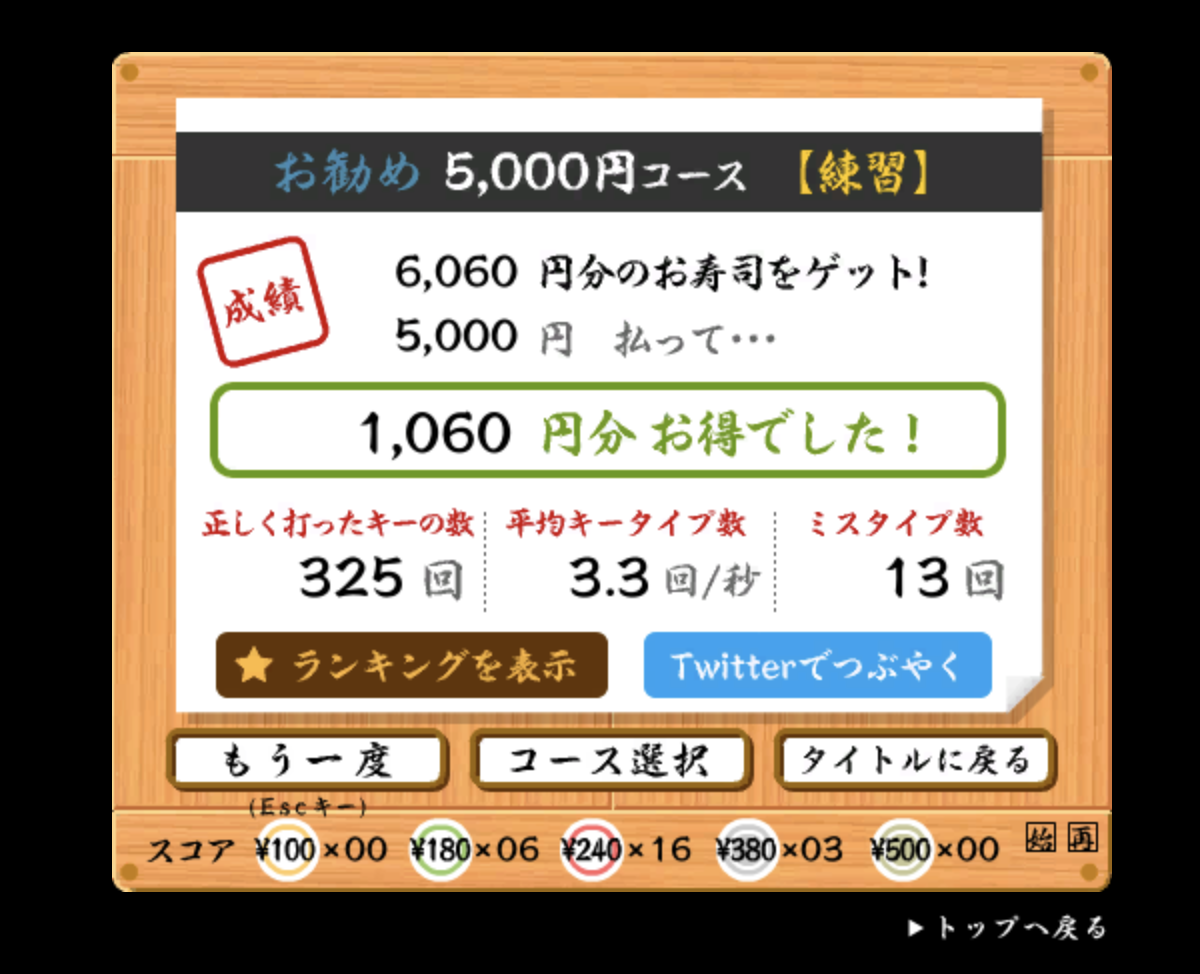 お勧め 5,000円コース 【練習】
成績
6,060 円分のお寿司をゲット!
5,000 円 払って…
1,060 円分 お得でした！
正しく打ったキーの数 平均キータイプ数 ミスタイプ数
325 回 3.3 回/秒 13 回
★ ランキングを表示 Twitterでつぶやく
もう一度 コース選択 タイトルに戻る
(Escキー)
スコア ¥100×00 ¥180×06 ¥240×16 ¥380×03 ¥500×00 始 再
▶トップへ戻る